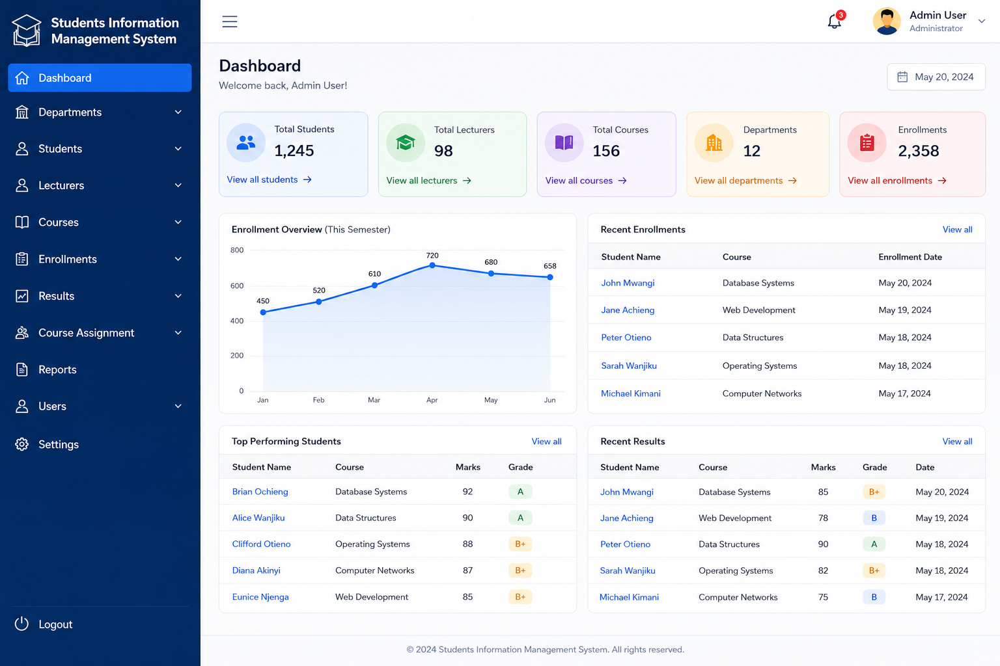 Students Information
Management System
Dashboard
Departments
Students
Lecturers
Courses
Enrollments
Results
Course Assignment
Reports
Users
Settings
Logout
3
Admin User
Administrator
Dashboard
Welcome back, Admin User!
May 20, 2024
Total Students
1,245
View all students →
Total Lecturers
98
View all lecturers →
Total Courses
156
View all courses →
Departments
12
View all departments →
Enrollments
2,358
View all enrollments →
Enrollment Overview (This Semester)
800
600
400
200
0
450
520
610
720
680
658
Jan Feb Mar Apr May Jun
Recent Enrollments View all
Student Name Course Enrollment Date
John Mwangi Database Systems May 20, 2024
Jane Achieng Web Development May 19, 2024
Peter Otieno Data Structures May 18, 2024
Sarah Wanjiku Operating Systems May 18, 2024
Michael Kimani Computer Networks May 17, 2024
Top Performing Students View all
Student Name Course Marks Grade
Brian Ochieng Database Systems 92 A
Alice Wanjiku Data Structures 90 A
Clifford Otieno Operating Systems 88 B+
Diana Akinyi Computer Networks 87 B+
Eunice Njenga Web Development 85 B+
Recent Results View all
Student Name Course Marks Grade Date
John Mwangi Database Systems 85 B+ May 20, 2024
Jane Achieng Web Development 78 B May 19, 2024
Peter Otieno Data Structures 90 A May 18, 2024
Sarah Wanjiku Operating Systems 82 B+ May 18, 2024
Michael Kimani Computer Networks 75 B May 17, 2024
© 2024 Students Information Management System. All rights reserved.